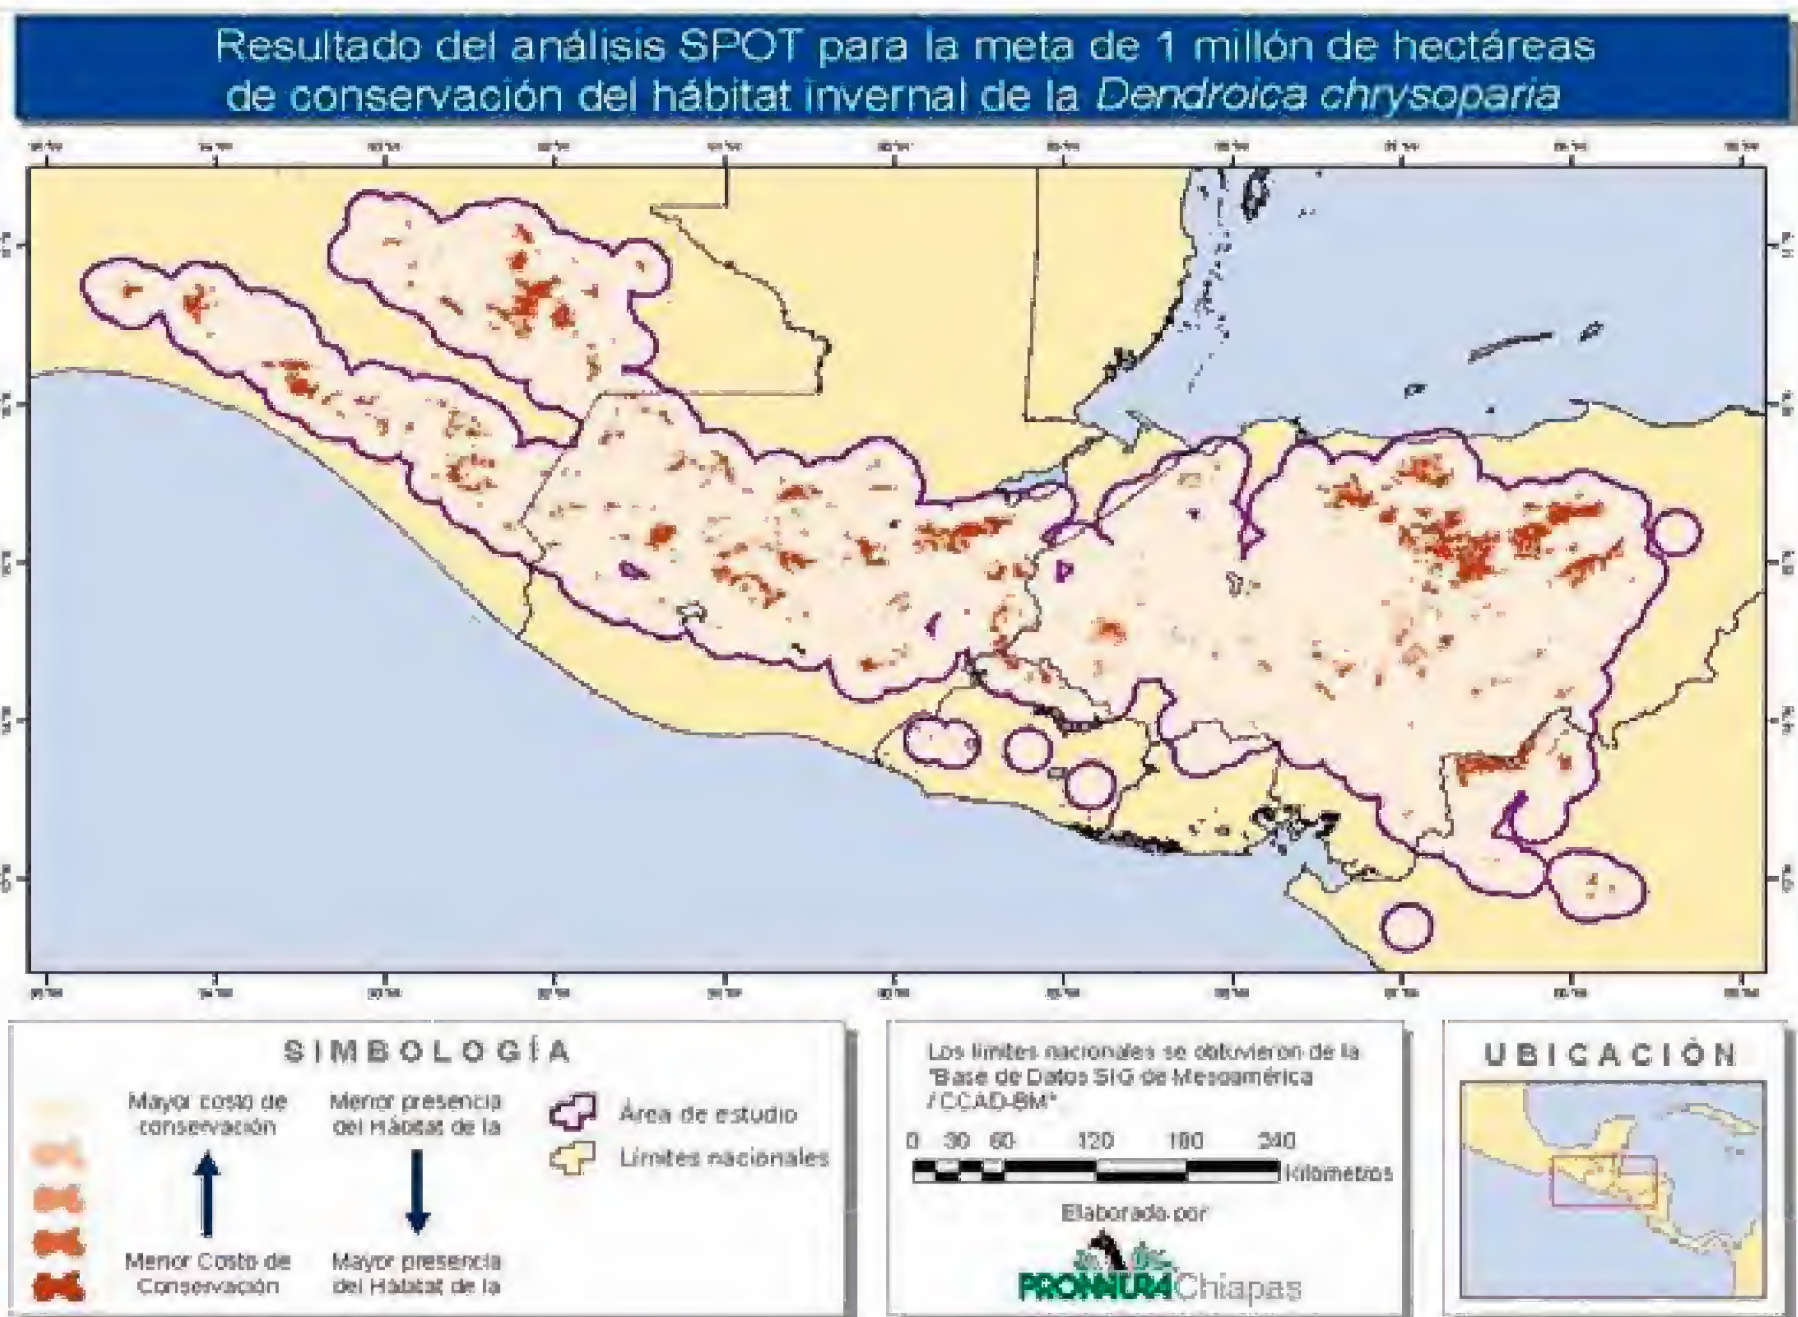 Resultado del análisis SPOT para la meta de 1 millón de hectáreas
de conservación del hábitat invernal de la Dendroica chrysoparia
SIMBOLOGÍA
Mayor costo de
conservación
Menor presencia
del Hábitat de la
Menor Costo de
Conservación
Mayor presencia
del Hábitat de la
Área de estudio
Límites nacionales
Los límites nacionales se obtuvieron de la
"Base de Datos SIG de Mesoamérica
/CCAD-BM"
0 30 60 120 180 240
Kilometros
Elaborado por
PRONATURA Chiapas
UBICACIÓN